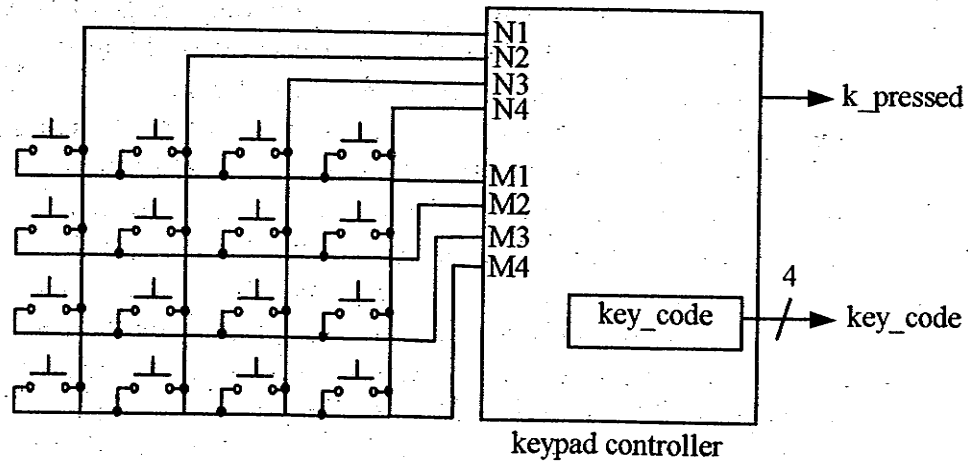 N1
N2
N3
N4
k_pressed
M1
M2
M3
M4
4
key_code
key_code
keypad controller